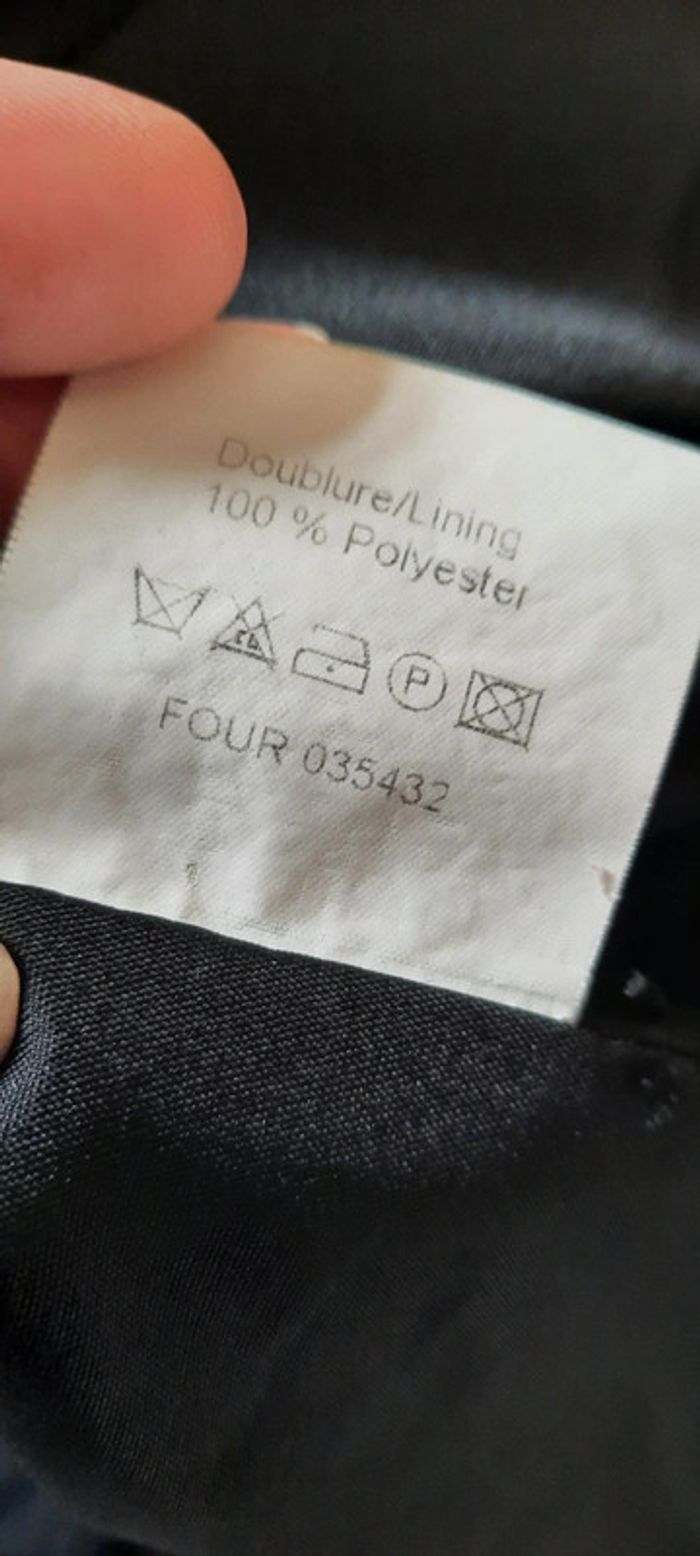 Doublure/Lining
100 % Polyester
P
FOUR 035432